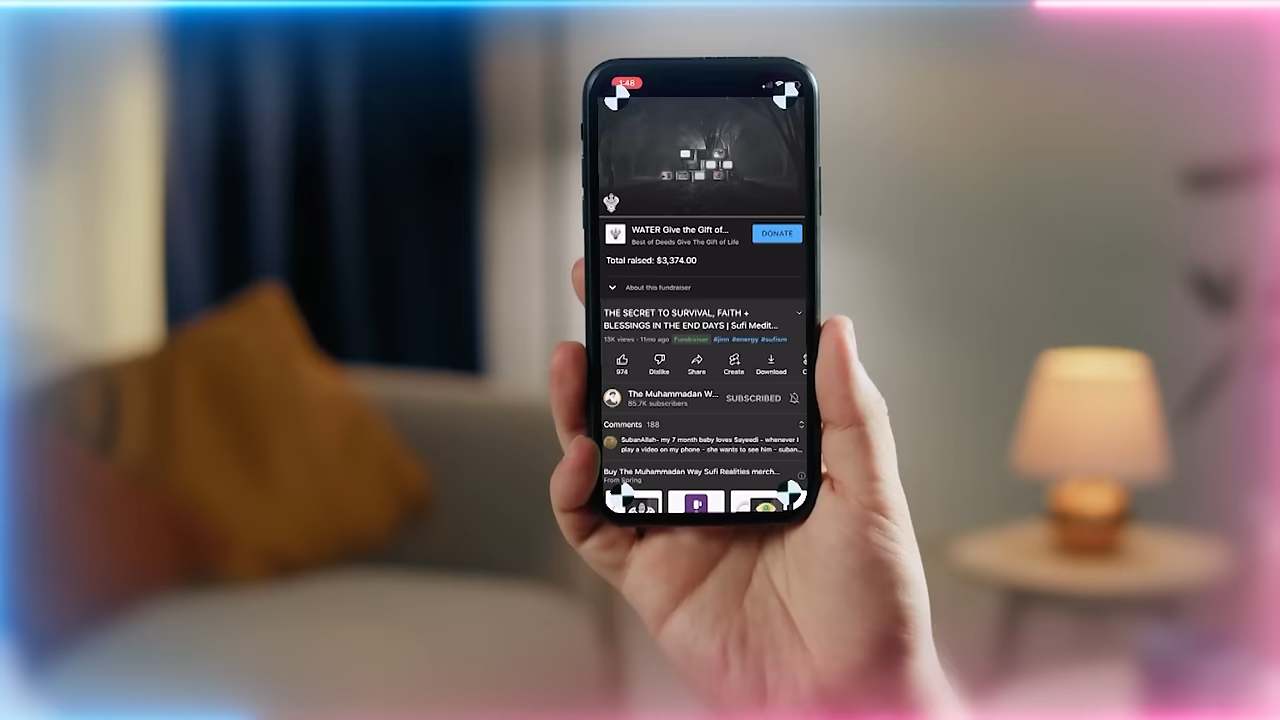 1:48
WATER Give the Gift of...
Best of Deeds Give The Gift of Life
DONATE
Total raised: $3,374.00
About this fundraiser
THE SECRET TO SURVIVAL, FAITH +
BLESSINGS IN THE END DAYS | Sufi Medit...
13K views · 11mo ago Fundraiser #jinn #energy #sufism
974
Dislike
Share
Create
Download
The Muhammadan W...
85.7K subscribers
SUBSCRIBED
Comments 188
SubanAllah- my 7 month baby loves Sayeedi - whenever I
play a video on my phone - she wants to see him - suban...
Buy The Muhammadan Way Sufi Realities merch...
From Spring